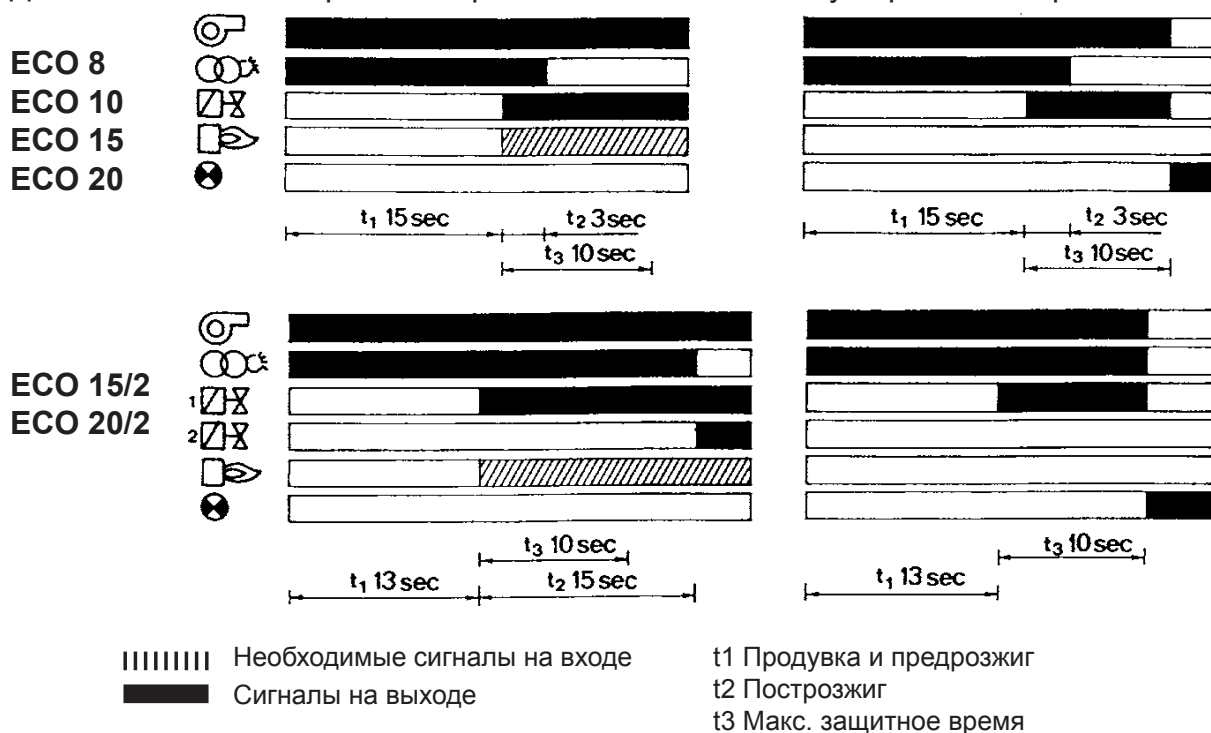 ECO 8
ECO 10
ECO 15
ECO 20
t1 15 sec
t2 3 sec
t3 10 sec
t1 15 sec
t2 3 sec
t3 10 sec
ECO 15/2
ECO 20/2
1
2
t3 10 sec
t1 13 sec
t2 15 sec
t3 10 sec
t1 13 sec
Необходимые сигналы на входе
Сигналы на выходе
t1 Продувка и предрозжиг
t2 Построзжиг
t3 Макс. защитное время